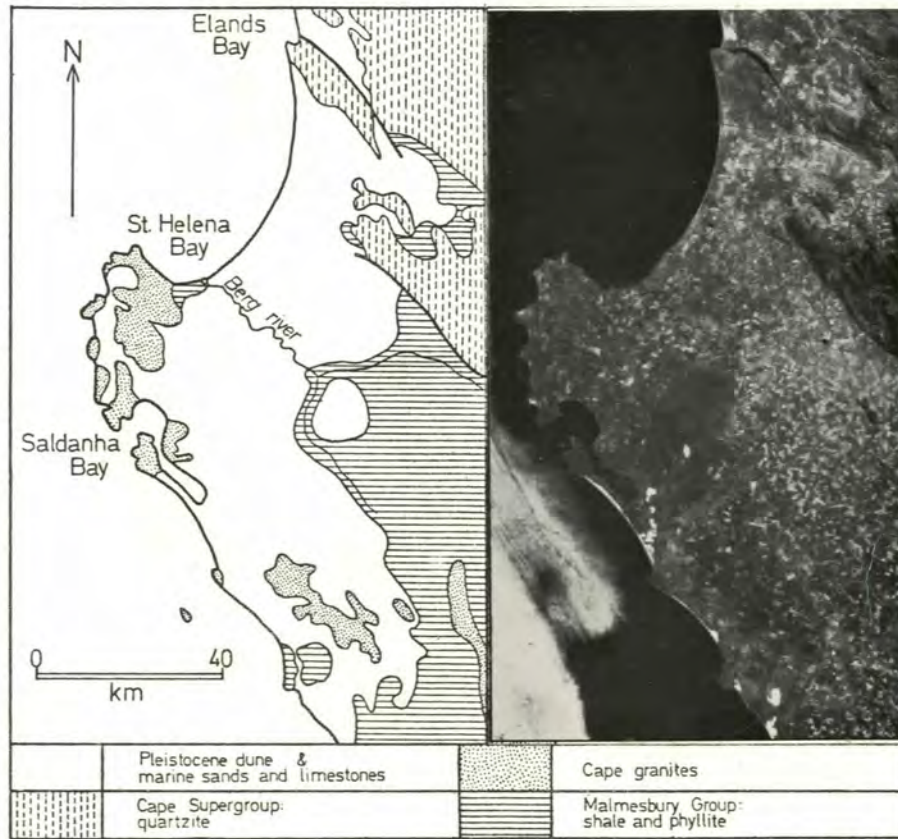 Elands
Bay
N
St. Helena
Bay
Berg river
Saldanha
Bay
0 40
km
Pleistocene dune &
marine sands and limestones
Cape granites
Cape Supergroup:
quartzite
Malmesbury Group:
shale and phyllite